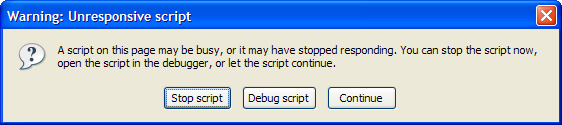 Warning: Unresponsive script
A script on this page may be busy, or it may have stopped responding. You can stop the script now,
open the script in the debugger, or let the script continue.
Stop script Debug script Continue